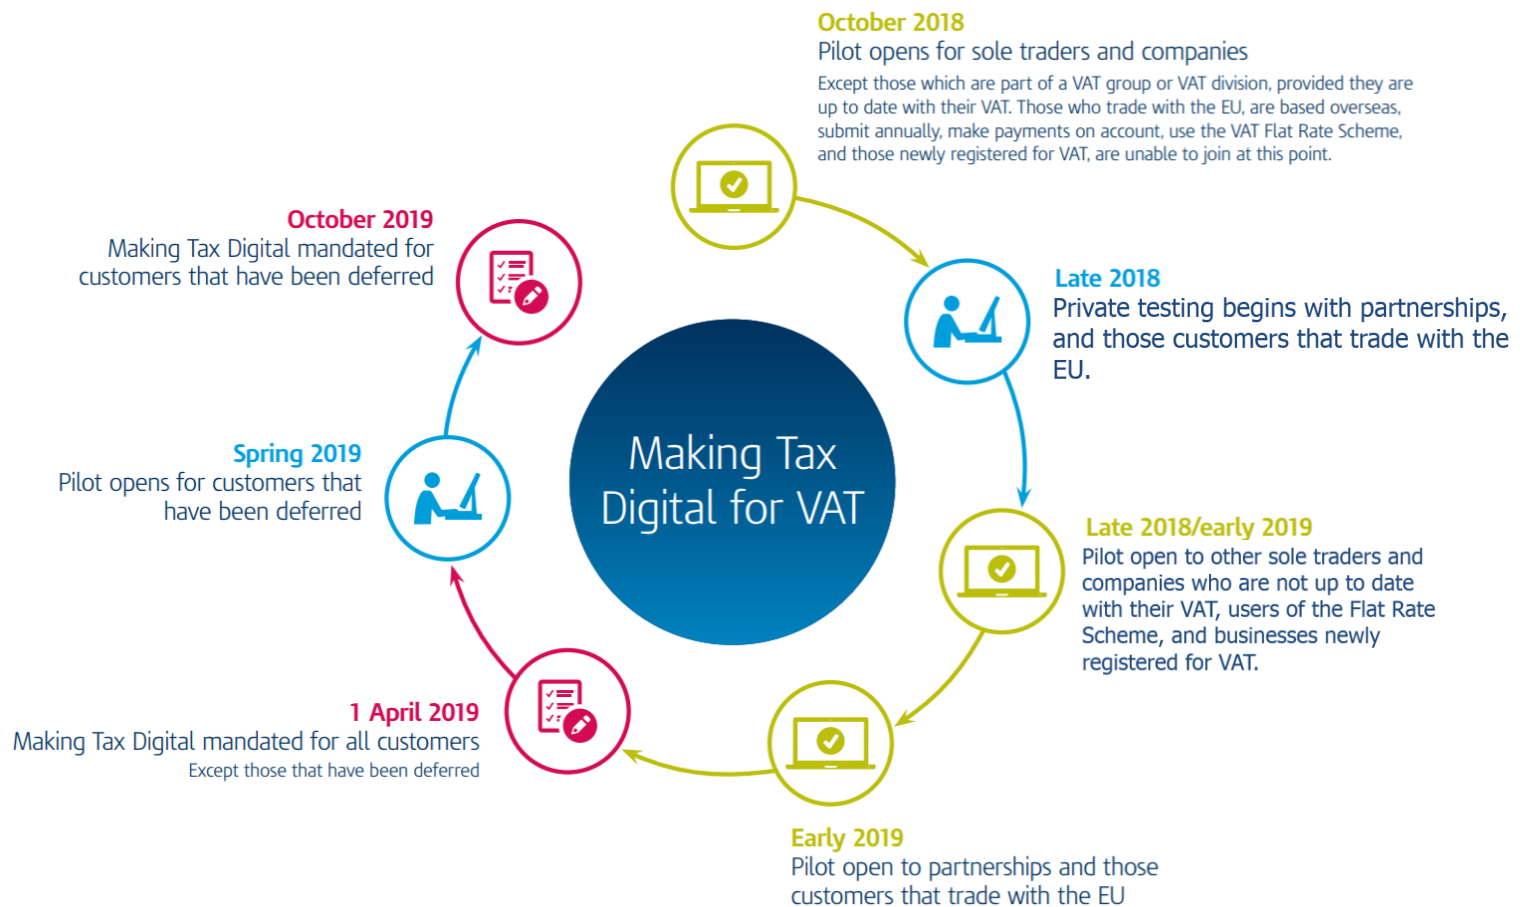 October 2018
Pilot opens for sole traders and companies
Except those which are part of a VAT group or VAT division, provided they are
up to date with their VAT. Those who trade with the EU, are based overseas,
submit annually, make payments on account, use the VAT Flat Rate Scheme,
and those newly registered for VAT, are unable to join at this point.
Late 2018
Private testing begins with partnerships,
and those customers that trade with the
EU.
Late 2018/early 2019
Pilot open to other sole traders and
companies who are not up to date
with their VAT, users of the Flat Rate
Scheme, and businesses newly
registered for VAT.
Early 2019
Pilot open to partnerships and those
customers that trade with the EU
1 April 2019
Making Tax Digital mandated for all customers
Except those that have been deferred
Spring 2019
Pilot opens for customers that
have been deferred
October 2019
Making Tax Digital mandated for
customers that have been deferred
Making Tax
Digital for VAT